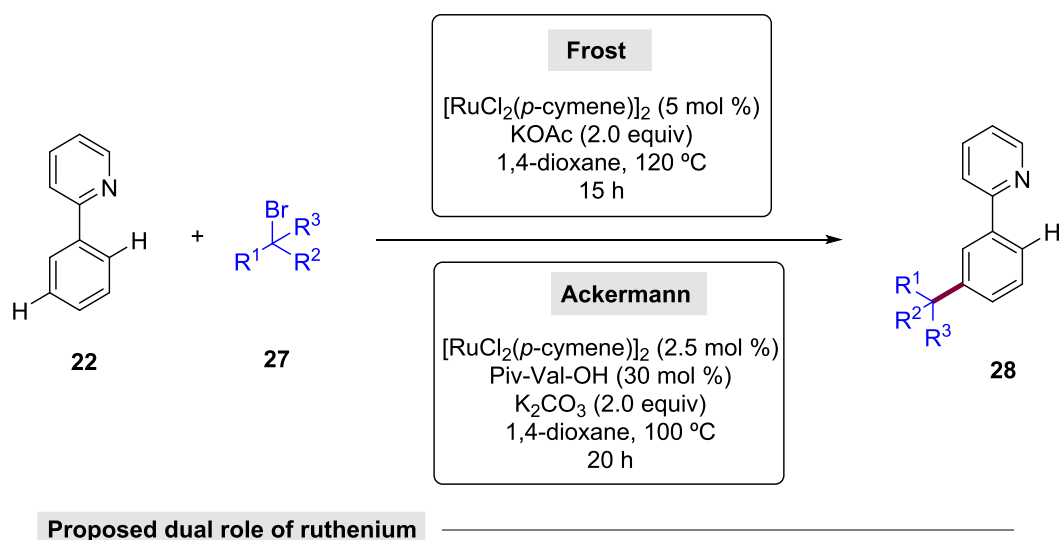 Frost
[RuCl2(p-cymene)]2 (5 mol %)
KOAc (2.0 equiv)
1,4-dioxane, 120 ºC
15 h
N
H
H
22
+
Br
R1
R2
R3
27
Ackermann
[RuCl2(p-cymene)]2 (2.5 mol %)
Piv-Val-OH (30 mol %)
K2CO3 (2.0 equiv)
1,4-dioxane, 100 ºC
20 h
N
H
R1
R2
R3
28
Proposed dual role of ruthenium